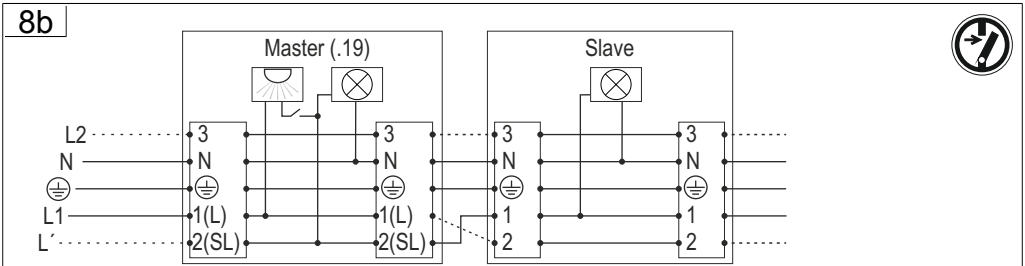 8b
Master (.19) Slave
L2 3 3 3 3
N N N N N
L1 1(L) 1(L) 1 1
L´ 2(SL) 2(SL) 2 2